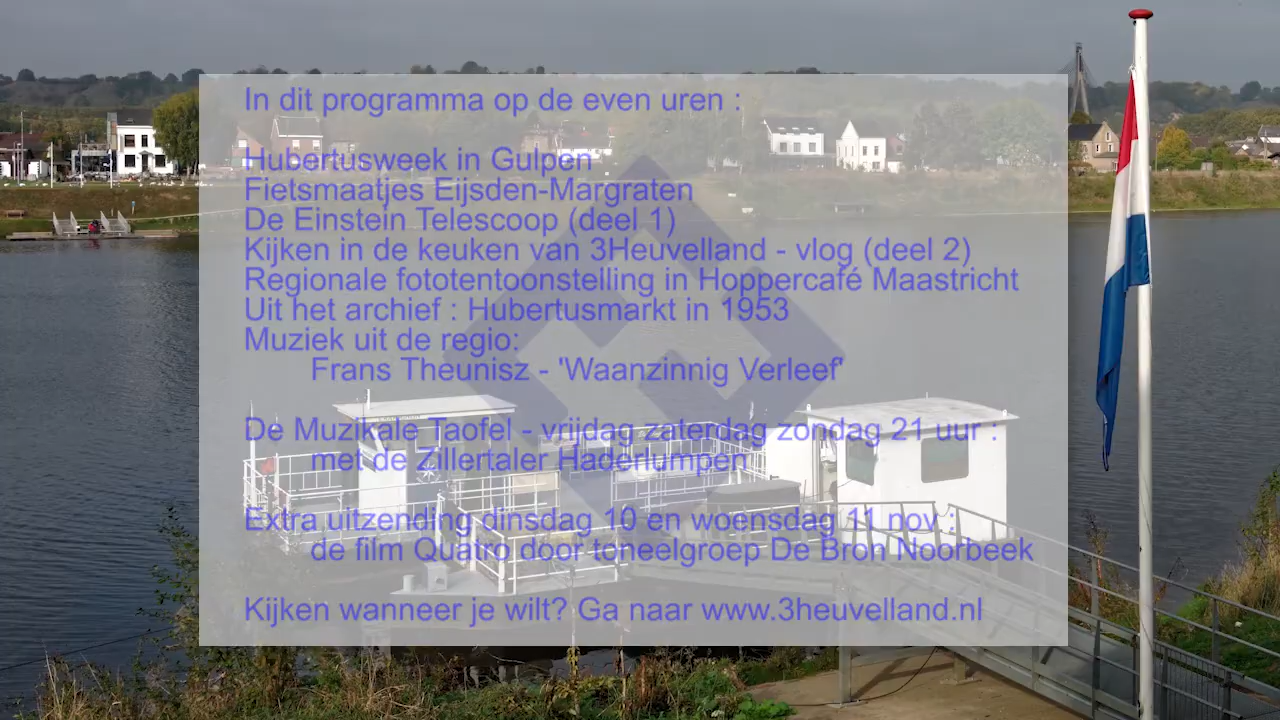 In dit programma op de even uren :
Hubertusweek in Gulpen
Fietsmaatjes Eijsden-Margraten
De Einstein Telescoop (deel 1)
Kijken in de keuken van 3Heuvelland - vlog (deel 2)
Regionale fototentoonstelling in Hoppercafé Maastricht
Uit het archief : Hubertusmarkt in 1953
Muziek uit de regio:
Frans Theunisz - 'Waanzinnig Verleef'
De Muzikale Taofel - vrijdag zaterdag zondag 21 uur :
met de Zillertaler Haderlumpen
Extra uitzending dinsdag 10 en woensdag 11 nov :
de film Quatro door toneelgroep De Bron Noorbeek
Kijken wanneer je wilt? Ga naar www.3heuvelland.nl